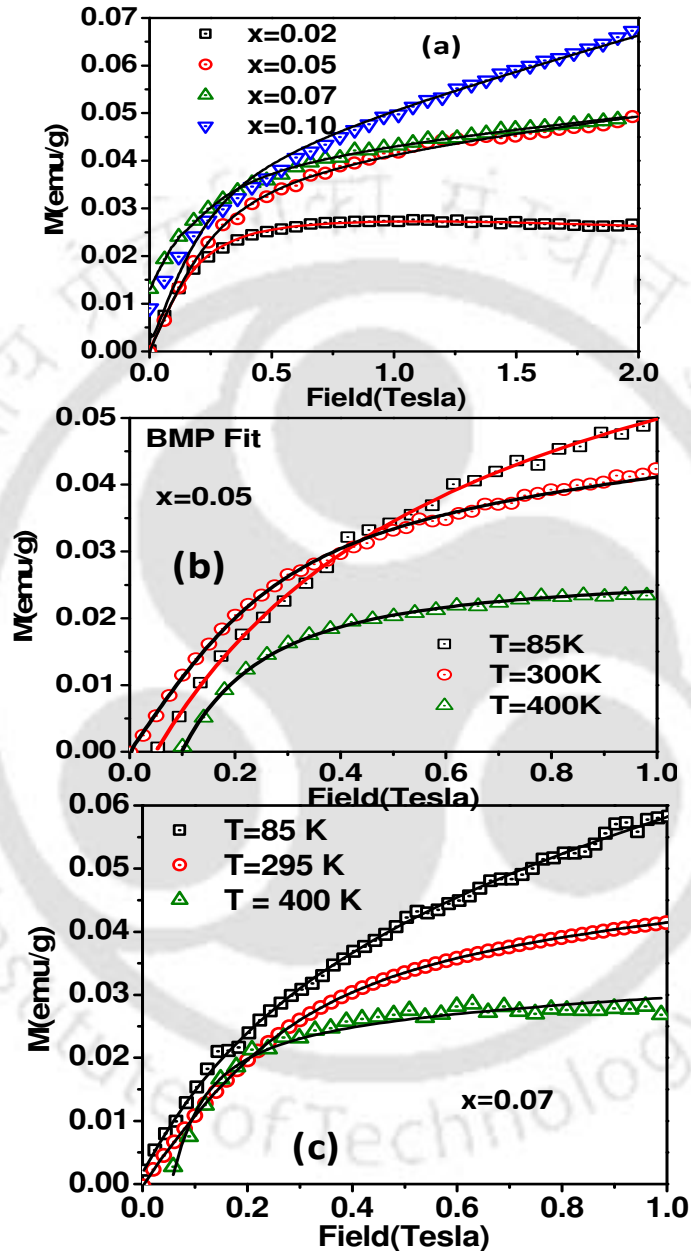 0.07
0.06
0.05
0.04
0.03
0.02
0.01
0.00
M(emu/g)
x=0.02
x=0.05
x=0.07
x=0.10
(a)
0.0 0.5 1.0 1.5 2.0
Field(Tesla)
0.05
0.04
0.03
0.02
0.01
0.00
M(emu/g)
BMP Fit
x=0.05
(b)
T=85K
T=300K
T=400K
0.0 0.2 0.4 0.6 0.8 1.0
Field(Tesla)
0.06
0.05
0.04
0.03
0.02
0.01
0.00
M(emu/g)
T=85 K
T=295 K
T = 400 K
x=0.07
(c)
0.0 0.2 0.4 0.6 0.8 1.0
Field(Tesla)
of Technology